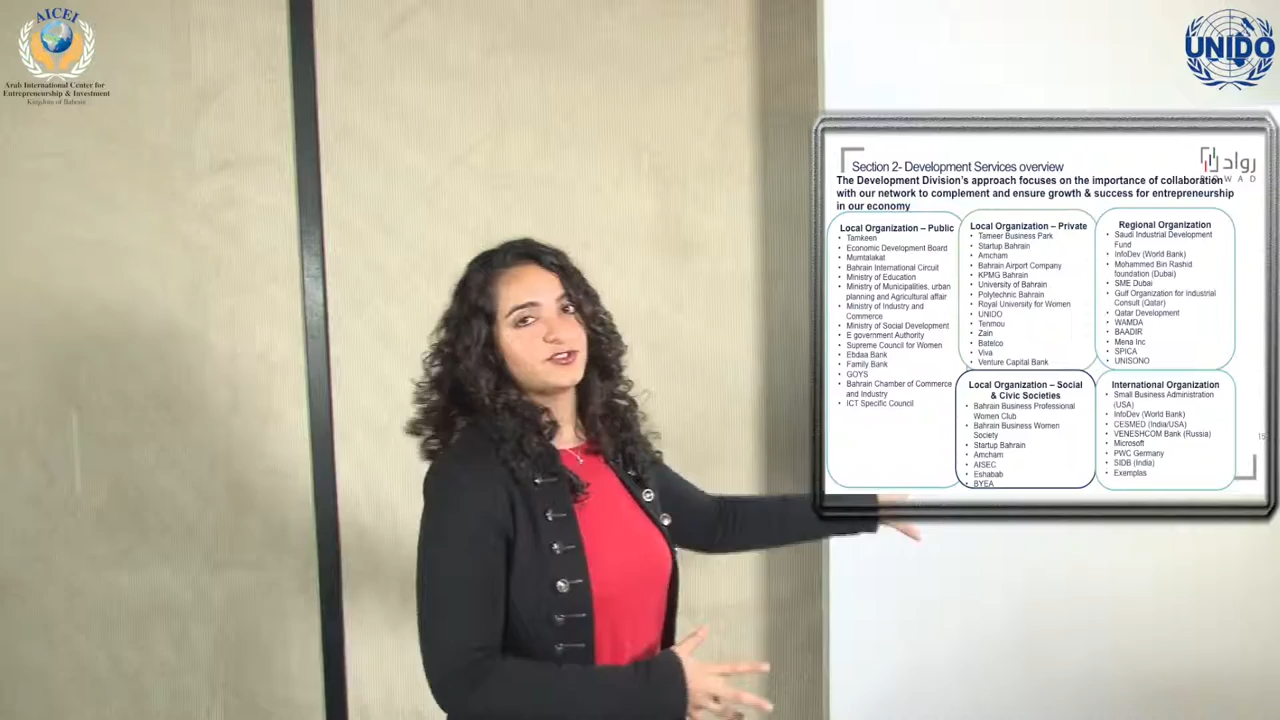 AICEI
Arab International Center for
Entrepreneurship & Investment
Kingdom of Bahrain
UNIDO
Section 2- Development Services overview
رواد
ROWAD
The Development Division's approach focuses on the importance of collaboration
with our network to complement and ensure growth & success for entrepreneurship
in our economy
Local Organization – Public
• Tamkeen
• Economic Development Board
• Mumtalakat
• Bahrain International Circuit
• Ministry of Education
• Ministry of Municipalities, urban
planning and Agricultural affair
• Ministry of Industry and
Commerce
• Ministry of Social Development
• E government Authority
• Supreme Council for Women
• Ebdaa Bank
• Family Bank
• GOYS
• Bahrain Chamber of Commerce
and Industry
• ICT Specific Council
Local Organization – Private
• Tameer Business Park
• Startup Bahrain
• Amcham
• Bahrain Airport Company
• KPMG Bahrain
• University of Bahrain
• Polytechnic Bahrain
• Royal University for Women
• UNIDO
• Tenmou
• Zain
• Batelco
• Viva
• Venture Capital Bank
Regional Organization
• Saudi Industrial Development
Fund
• InfoDev (World Bank)
• Mohammed Bin Rashid
foundation (Dubai)
• SME Dubai
• Gulf Organization for Industrial
Consult (Qatar)
• Qatar Development
• WAMDA
• BAADIR
• Mena Inc
• SPICA
• UNISONO
Local Organization – Social
& Civic Societies
• Bahrain Business Professional
Women Club
• Bahrain Business Women
Society
• Startup Bahrain
• Amcham
• AISEC
• Eshabab
• BYEA
International Organization
• Small Business Administration
(USA)
• InfoDev (World Bank)
• CESMED (India/USA)
• VENESHCOM Bank (Russia)
• Microsoft
• PWC Germany
• SIDB (India)
• Exemplas
15